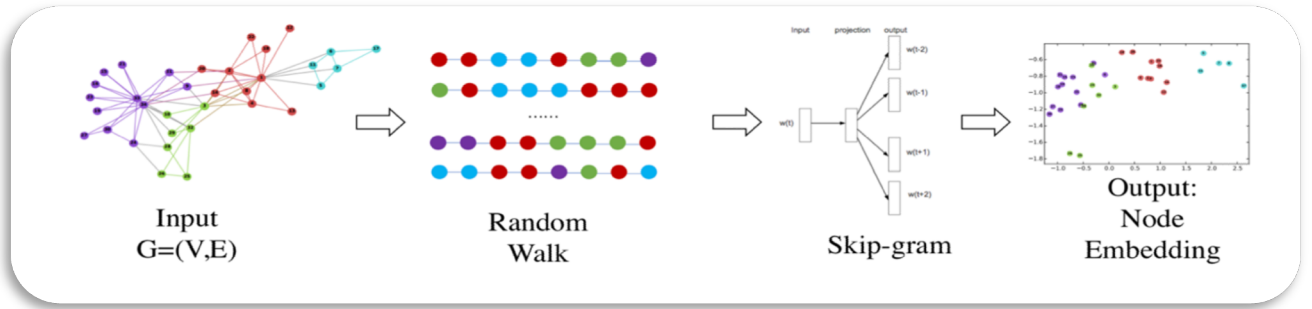 Input
G=(V,E)
......
Random
Walk
Input
projection
output
w(t-2)
w(t-1)
w(t)
w(t+1)
w(t+2)
Skip-gram
−0.6
−0.8
−1.0
−1.2
−1.4
−1.6
−1.8
−1.0
−0.5
0.0
0.5
1.0
1.5
2.0
2.5
Output:
Node
Embedding